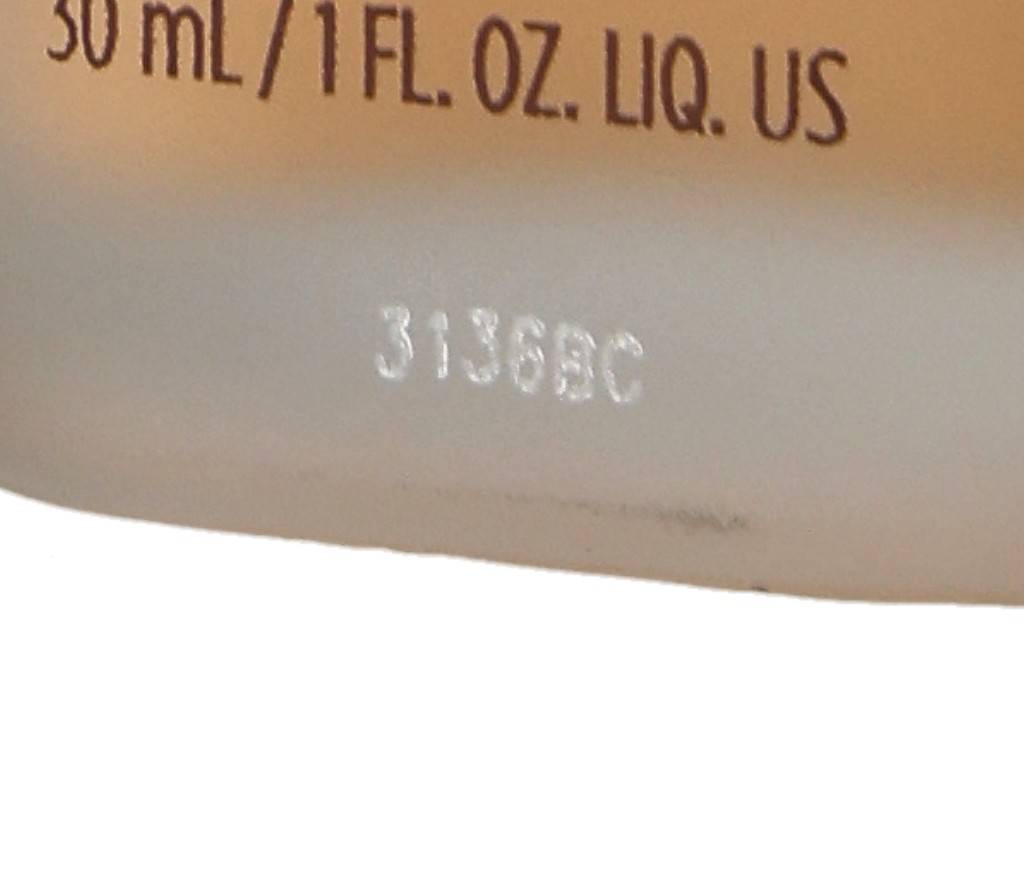 30 mL / 1 FL. OZ. LIQ. US
3136BC